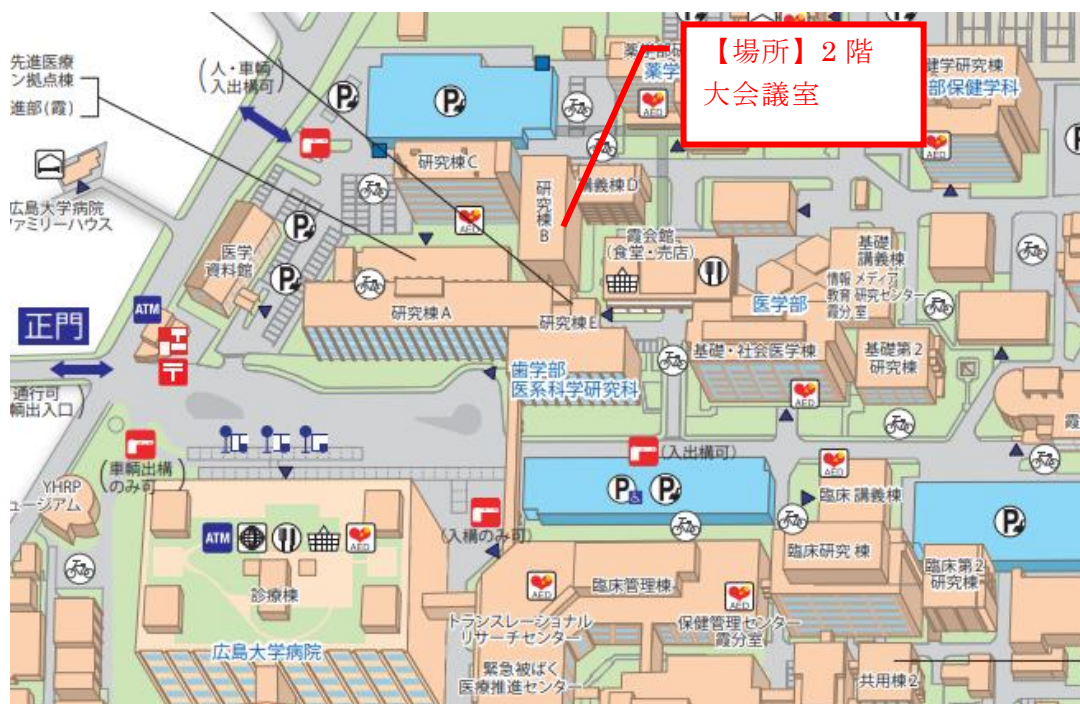 先進医療
ン拠点棟
進部(霞)
(人・車輌
入出構可)
【場所】2階
大会議室
薬学
健学研究棟
部保健学科
AED
AED
P
P
P
研究棟C
研究棟B
講義棟D
AED
広島大学病院
ァミリーハウス
医学
資料館
P
P
霞会館
(食堂・売店)
基礎
講義棟
情報メディア
教育研究センター
霞分室
医学部
ATM
正門
研究棟A
研究棟E
基礎・社会医学棟
基礎第2
研究棟
歯学部
医系科学研究科
AED
通行可
輌出入口)
霞
(車輌出構
のみ可)
(入出構可)
YHRP
ュージアム
P
P
AED
臨床講義棟
P
(入構のみ可)
ATM
AED
診療棟
臨床研究棟
臨床第2
研究棟
臨床管理棟
AED
AED
トランスレーショナル
リサーチセンター
保健管理センター
霞分室
広島大学病院
緊急被ばく
医療推進センター
共用棟2